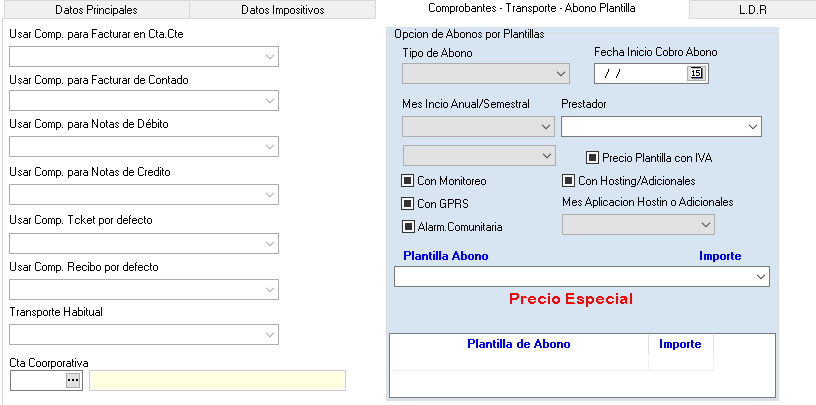 Datos Principales
Datos Impositivos
Comprobantes - Transporte - Abono Plantilla
L.D.R
Usar Comp. para Facturar en Cta.Cte
Usar Comp. para Facturar de Contado
Usar Comp. para Notas de Débito
Usar Comp. para Notas de Credito
Usar Comp. Tcket por defecto
Usar Comp. Recibo por defecto
Transporte Habitual
Cta Coorporativa
...
Opcion de Abonos por Plantillas
Tipo de Abono
Fecha Inicio Cobro Abono
/ /
15
Mes Incio Anual/Semestral
Prestador
Precio Plantilla con IVA
Con Monitoreo
Con Hosting/Adicionales
Con GPRS
Mes Aplicacion Hostin o Adicionales
Alarm.Comunitaria
Plantilla Abono
Importe
Precio Especial
Plantilla de Abono
Importe